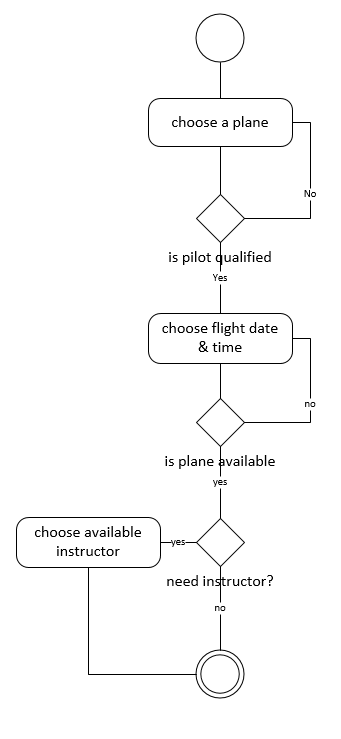 choose a plane
No
is pilot qualified
Yes
choose flight date
& time
no
is plane available
yes
choose available
instructor
yes
need instructor?
no